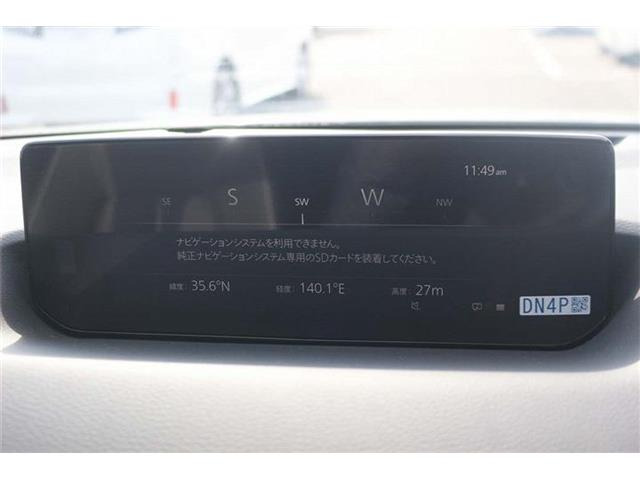 11:49am
SE S SW W NW
ナビゲーションシステムを利用できません。
純正ナビゲーションシステム専用のSDカードを装着してください。
緯度: 35.6°N 経度: 140.1°E 高度: 27m
DN4P